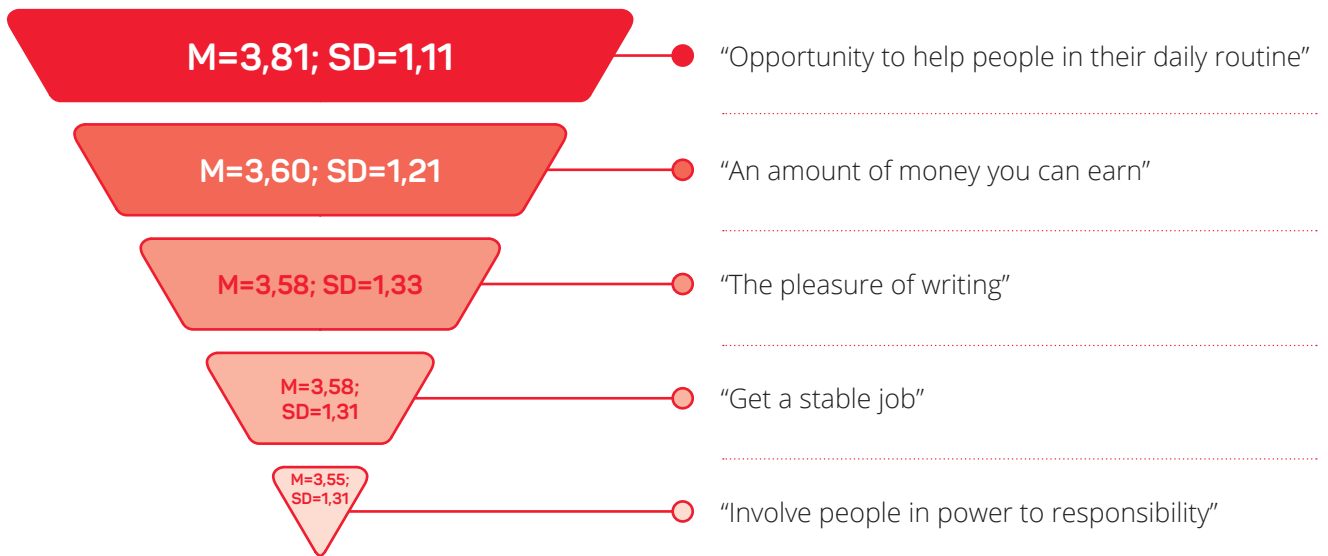 M=3,81; SD=1,11
“Opportunity to help people in their daily routine”
M=3,60; SD=1,21
“An amount of money you can earn”
M=3,58; SD=1,33
“The pleasure of writing”
M=3,58;
SD=1,31
“Get a stable job”
M=3,55;
SD=1,31
“Involve people in power to responsibility”